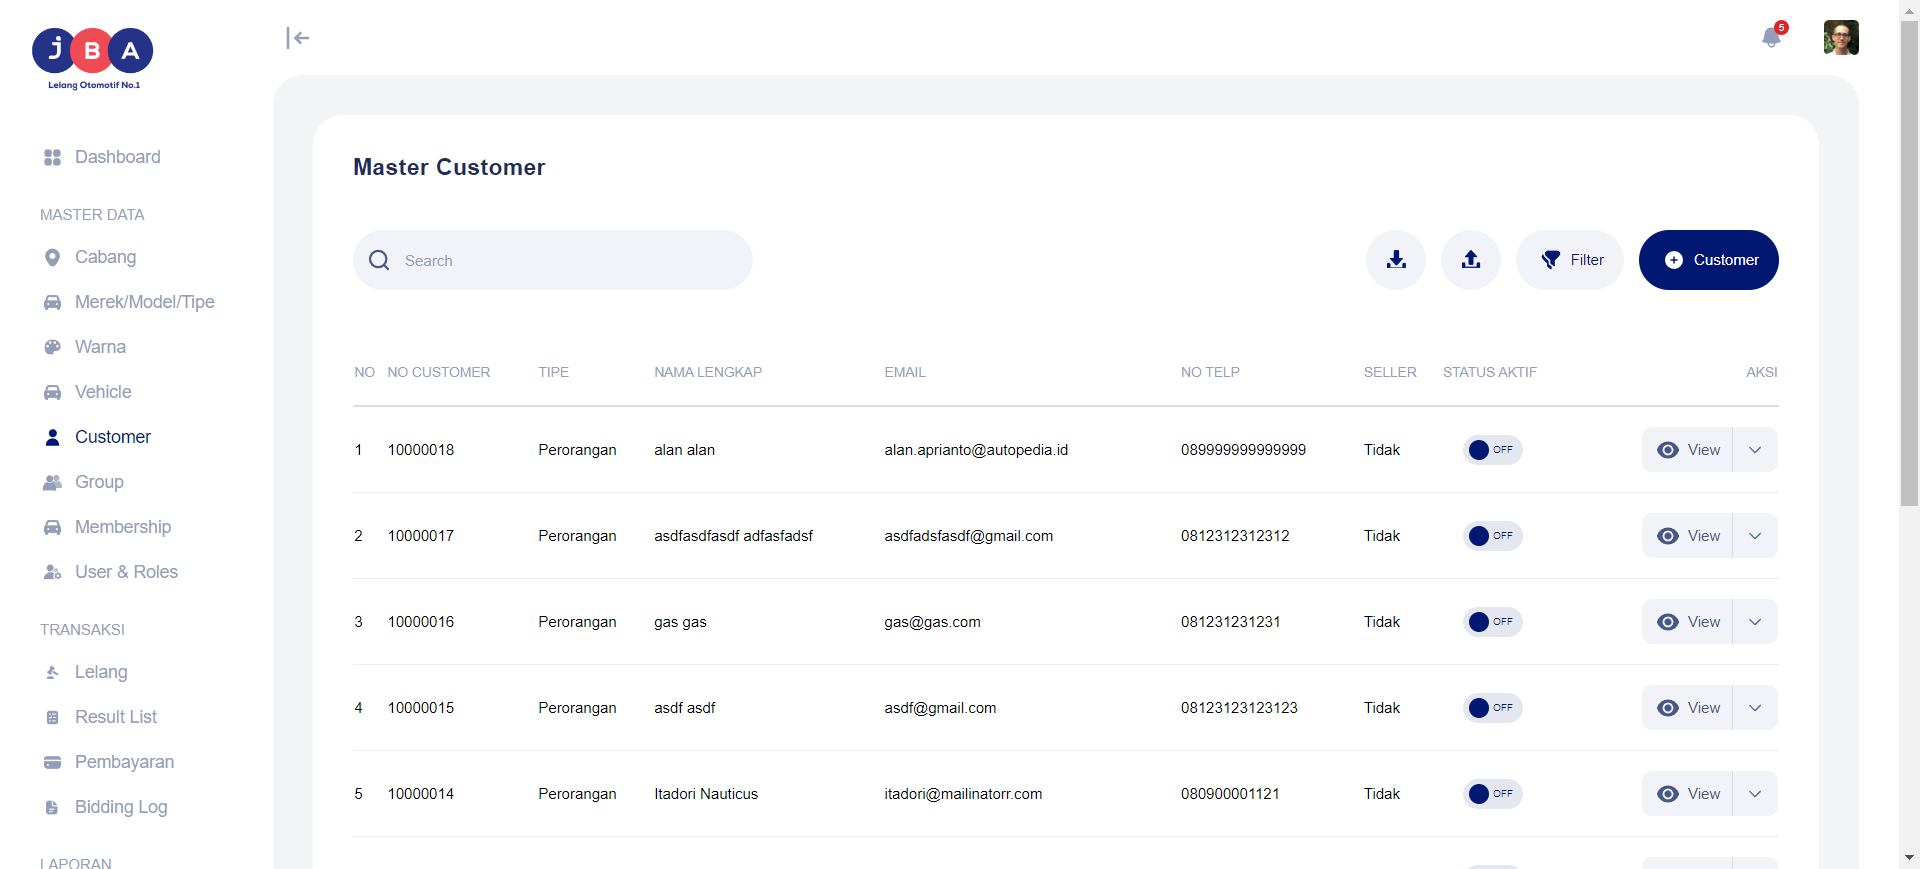 JBA
Lelang Otomotif No.1
5
Dashboard
MASTER DATA
Cabang
Merek/Model/Tipe
Warna
Vehicle
Customer
Group
Membership
User & Roles
TRANSAKSI
Lelang
Result List
Pembayaran
Bidding Log
LAPORAN
Master Customer
Search
Filter
Customer
NO NO CUSTOMER TIPE NAMA LENGKAP EMAIL NO TELP SELLER STATUS AKTIF AKSI
1 10000018 Perorangan alan alan alan.aprianto@autopedia.id 089999999999999 Tidak OFF View
2 10000017 Perorangan asdfasdfasdf adfasfadsf asdfadsfasdf@gmail.com 0812312312312 Tidak OFF View
3 10000016 Perorangan gas gas gas@gas.com 081231231231 Tidak OFF View
4 10000015 Perorangan asdf asdf asdf@gmail.com 08123123123123 Tidak OFF View
5 10000014 Perorangan Itadori Nauticus itadori@mailinatorr.com 080900001121 Tidak OFF View